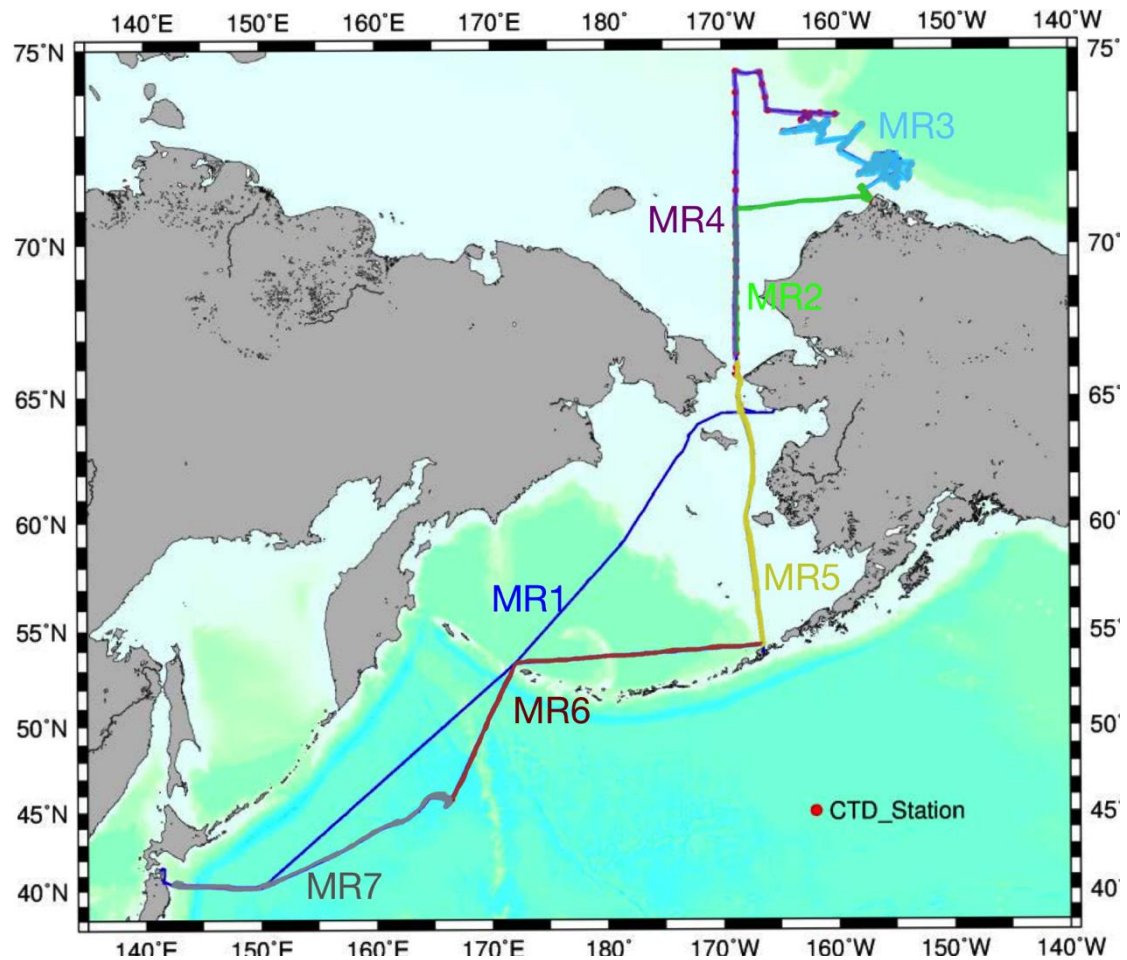 140°E 150°E 160°E 170°E 180° 170°W 160°W 150°W 140°W
75°N 75°
MR3
MR4
70°N 70°
MR2
65°N 65°
60°N 60°
MR5
MR1
55°N 55°
MR6
50°N 50°
45°N CTD_Station 45°
MR7
40°N 40°
140°E 150°E 160°E 170°E 180° 170°W 160°W 150°W 140°W